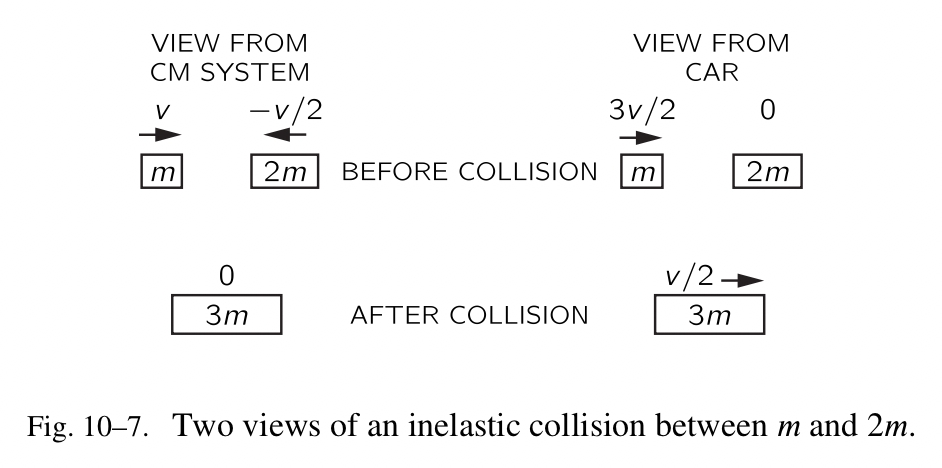 VIEW FROM
CM SYSTEM
v
−v/2
m
2m
BEFORE COLLISION
VIEW FROM
CAR
3v/2
0
m
2m
0
3m
AFTER COLLISION
v/2
3m
Fig. 10–7. Two views of an inelastic collision between m and 2m.